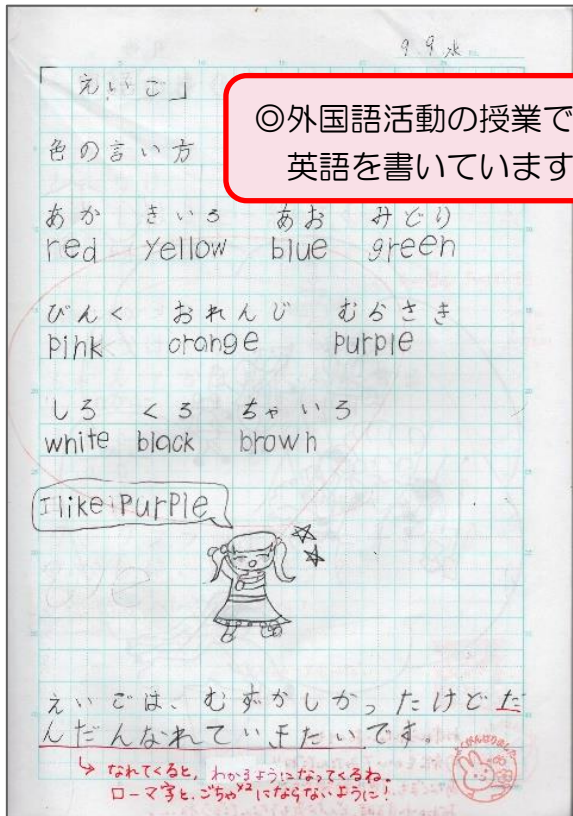 9.9水
「えいご」
◎外国語活動の授業で
英語を書いています
色の言い方
あか きいろ あお みどり
red yellow blue green
ぴんく おれんじ むらさき
pink orange purple
しろ くろ ちゃいろ
white black brown
I like purple
えいごは、むずかしかったけどだ
んだんなれていきたいです。
↳なれてくると、わかるようになってくるね。
ローマ字と、ごちゃ×2にならないように!